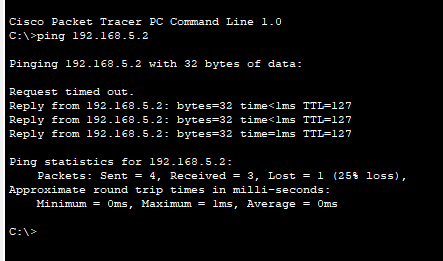 Cisco Packet Tracer PC Command Line 1.0
C:\>ping 192.168.5.2
Pinging 192.168.5.2 with 32 bytes of data:
Request timed out.
Reply from 192.168.5.2: bytes=32 time<1ms TTL=127
Reply from 192.168.5.2: bytes=32 time<1ms TTL=127
Reply from 192.168.5.2: bytes=32 time=1ms TTL=127
Ping statistics for 192.168.5.2:
Packets: Sent = 4, Received = 3, Lost = 1 (25% loss),
Approximate round trip times in milli-seconds:
Minimum = 0ms, Maximum = 1ms, Average = 0ms
C:\>